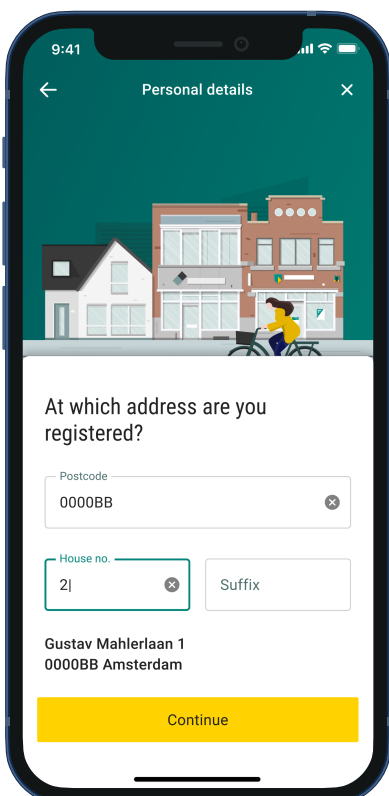 9:41
Personal details
At which address are you
registered?
Postcode
0000BB
House no.
2
Suffix
Gustav Mahlerlaan 1
0000BB Amsterdam
Continue